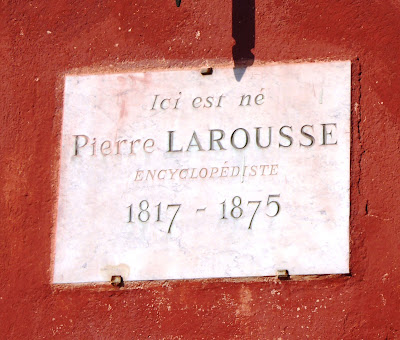 Ici est né
Pierre LAROUSSE
ENCYCLOPÉDISTE
1817 - 1875